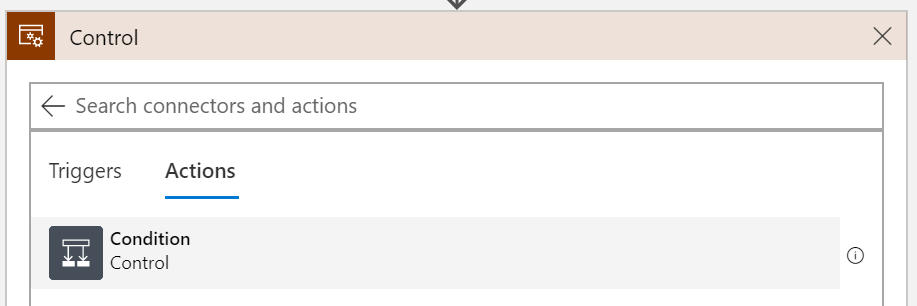 Control
Search connectors and actions
Triggers Actions
Condition
Control